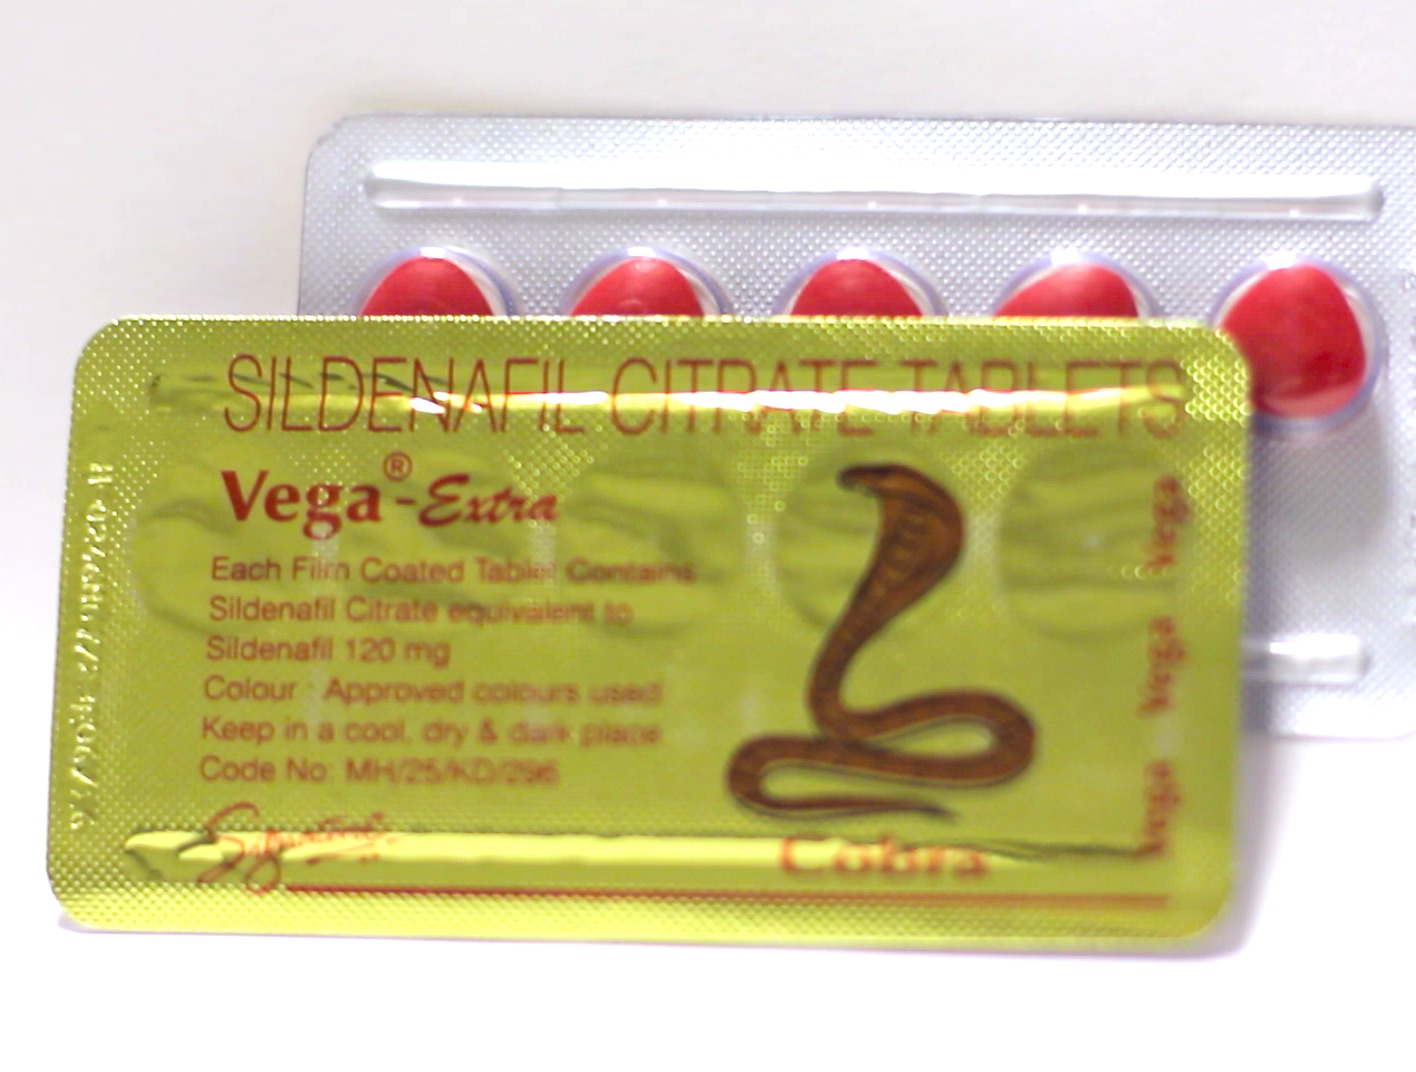 SILDENAFIL CITRATE TABLETS
Vega®-Extra
Each Film Coated Tablet Contains
Sildenafil Citrate equivalent to
Sildenafil 120 mg
Colour : Approved colours used
Keep in a cool, dry & dark place
Code No: MH/25/KD/296
Signature
Cobra
Vega Vega Vega